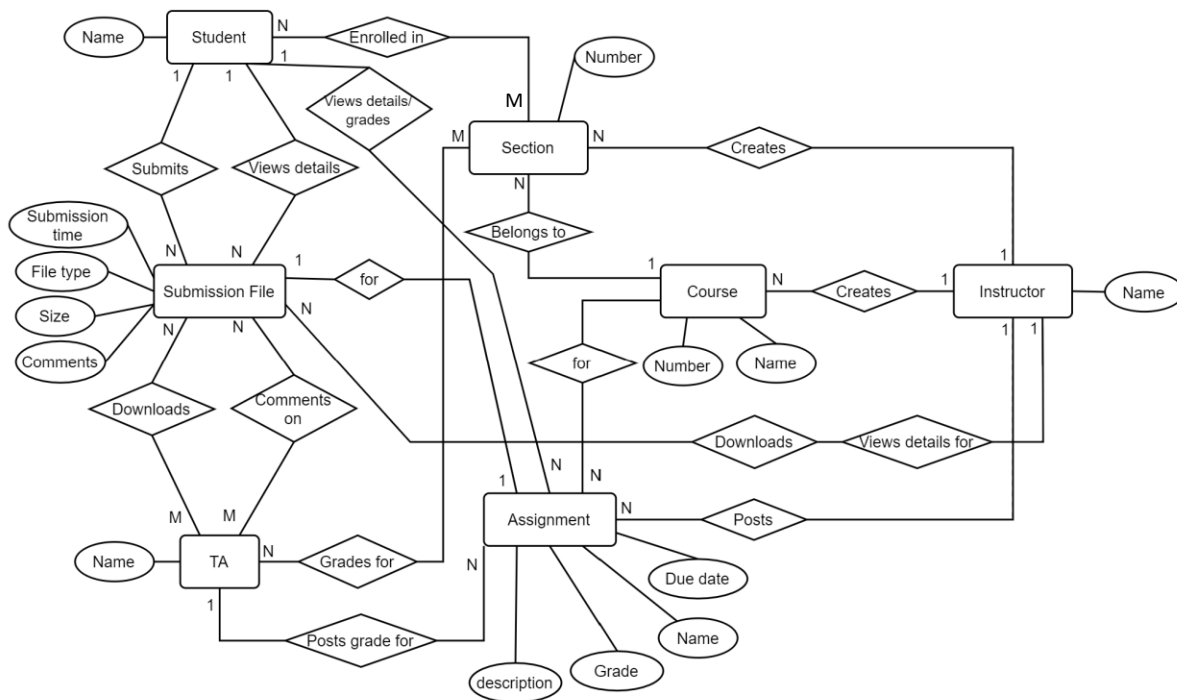 N
Name
Student
Enrolled in
1
1
1
Number
Views details/
grades
M
M
Section
N
Creates
Submits
Views details
N
Submission
time
Belongs to
N
N
1
1
File type
1
Submission File
for
Course
N
Creates
1
Instructor
Name
Size
N
N
N
1
1
Comments
for
Number
Name
Downloads
Comments
on
Downloads
Views details for
N
N
1
M
M
Assignment
N
Posts
Name
TA
N
Grades for
N
Due date
1
Posts grade for
Name
description
Grade